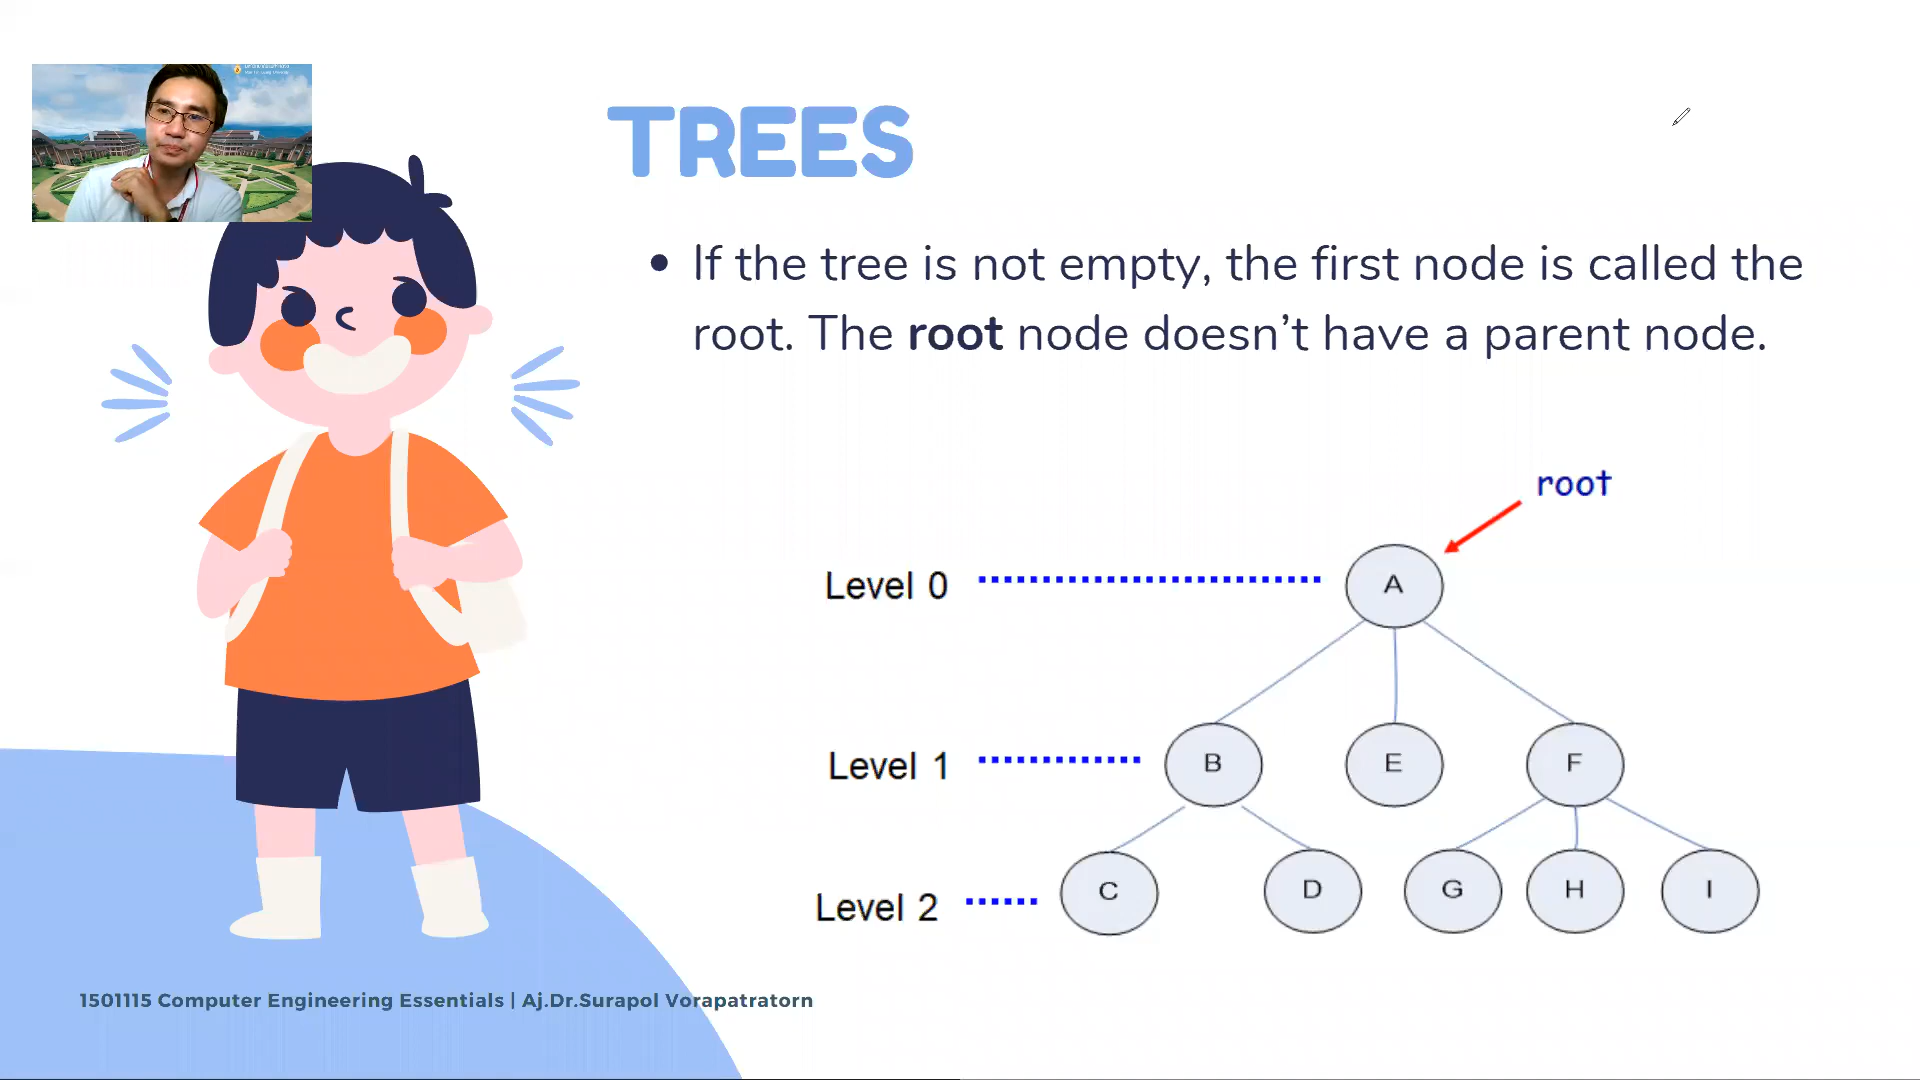 TREES
• If the tree is not empty, the first node is called the
root. The root node doesn't have a parent node.
root
Level 0
A
Level 1
B E F
Level 2
C D G H I
1501115 Computer Engineering Essentials | Aj.Dr.Surapol Vorapatratorn